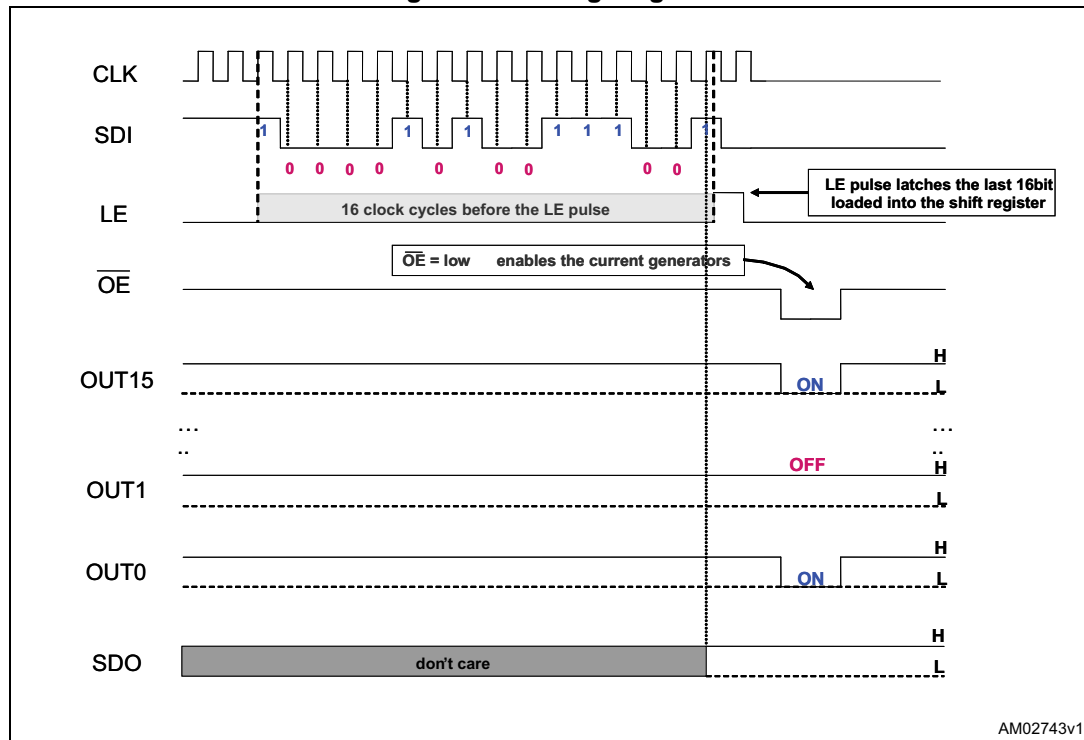 CLK
SDI
1 1 1 1 1 1 1
0 0 0 0 0 0 0 0 0
LE
16 clock cycles before the LE pulse
LE pulse latches the last 16bit
loaded into the shift register
OE = low enables the current generators
OE
OUT15
H
ON
L
...
..
...
..
OFF
OUT1
H
L
OUT0
H
ON
L
SDO
H
don't care
L
AM02743v1